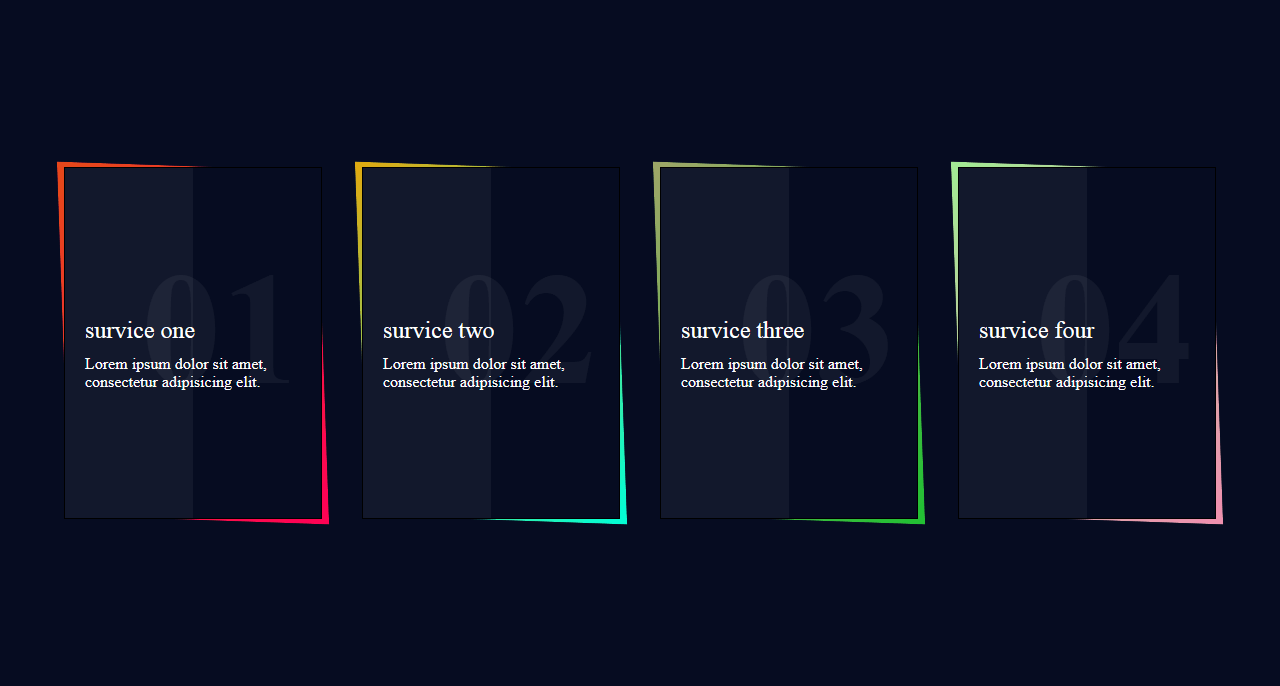 01
survice one
Lorem ipsum dolor sit amet,
consectetur adipisicing elit.
02
survice two
Lorem ipsum dolor sit amet,
consectetur adipisicing elit.
03
survice three
Lorem ipsum dolor sit amet,
consectetur adipisicing elit.
04
survice four
Lorem ipsum dolor sit amet,
consectetur adipisicing elit.